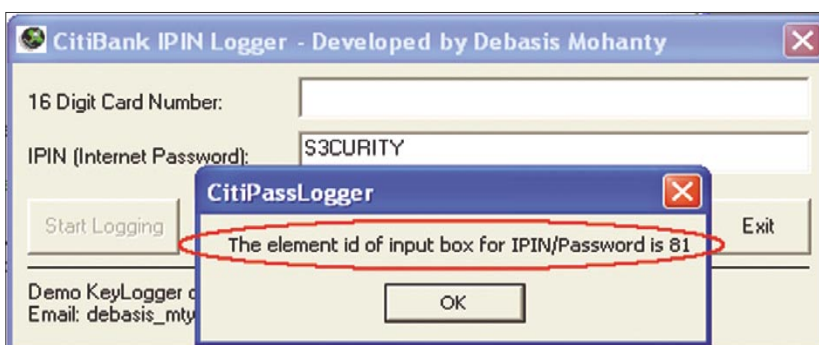 CitiBank IPIN Logger - Developed by Debasis Mohanty
16 Digit Card Number:
IPIN (Internet Password):
S3CURITY
CitiPassLogger
Start Logging
The element id of input box for IPIN/Password is 81
Exit
OK
Demo KeyLogger
Email: debasis_mty